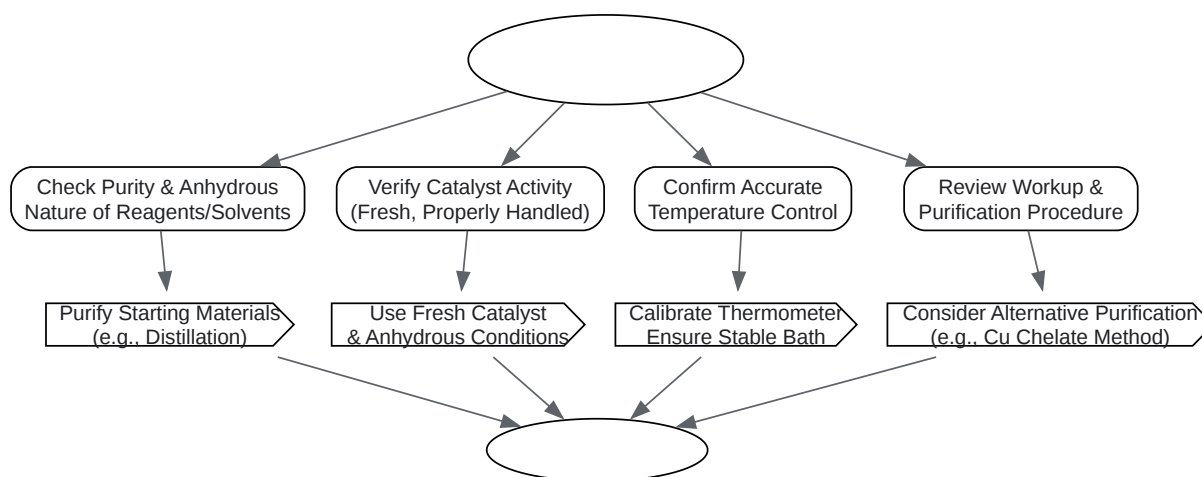 Check Purity & Anhydrous
Nature of Reagents/Solvents
Verify Catalyst Activity
(Fresh, Properly Handled)
Confirm Accurate
Temperature Control
Review Workup &
Purification Procedure
Purify Starting Materials
(e.g., Distillation)
Use Fresh Catalyst
& Anhydrous Conditions
Calibrate Thermometer
Ensure Stable Bath
Consider Alternative Purification
(e.g., Cu Chelate Method)